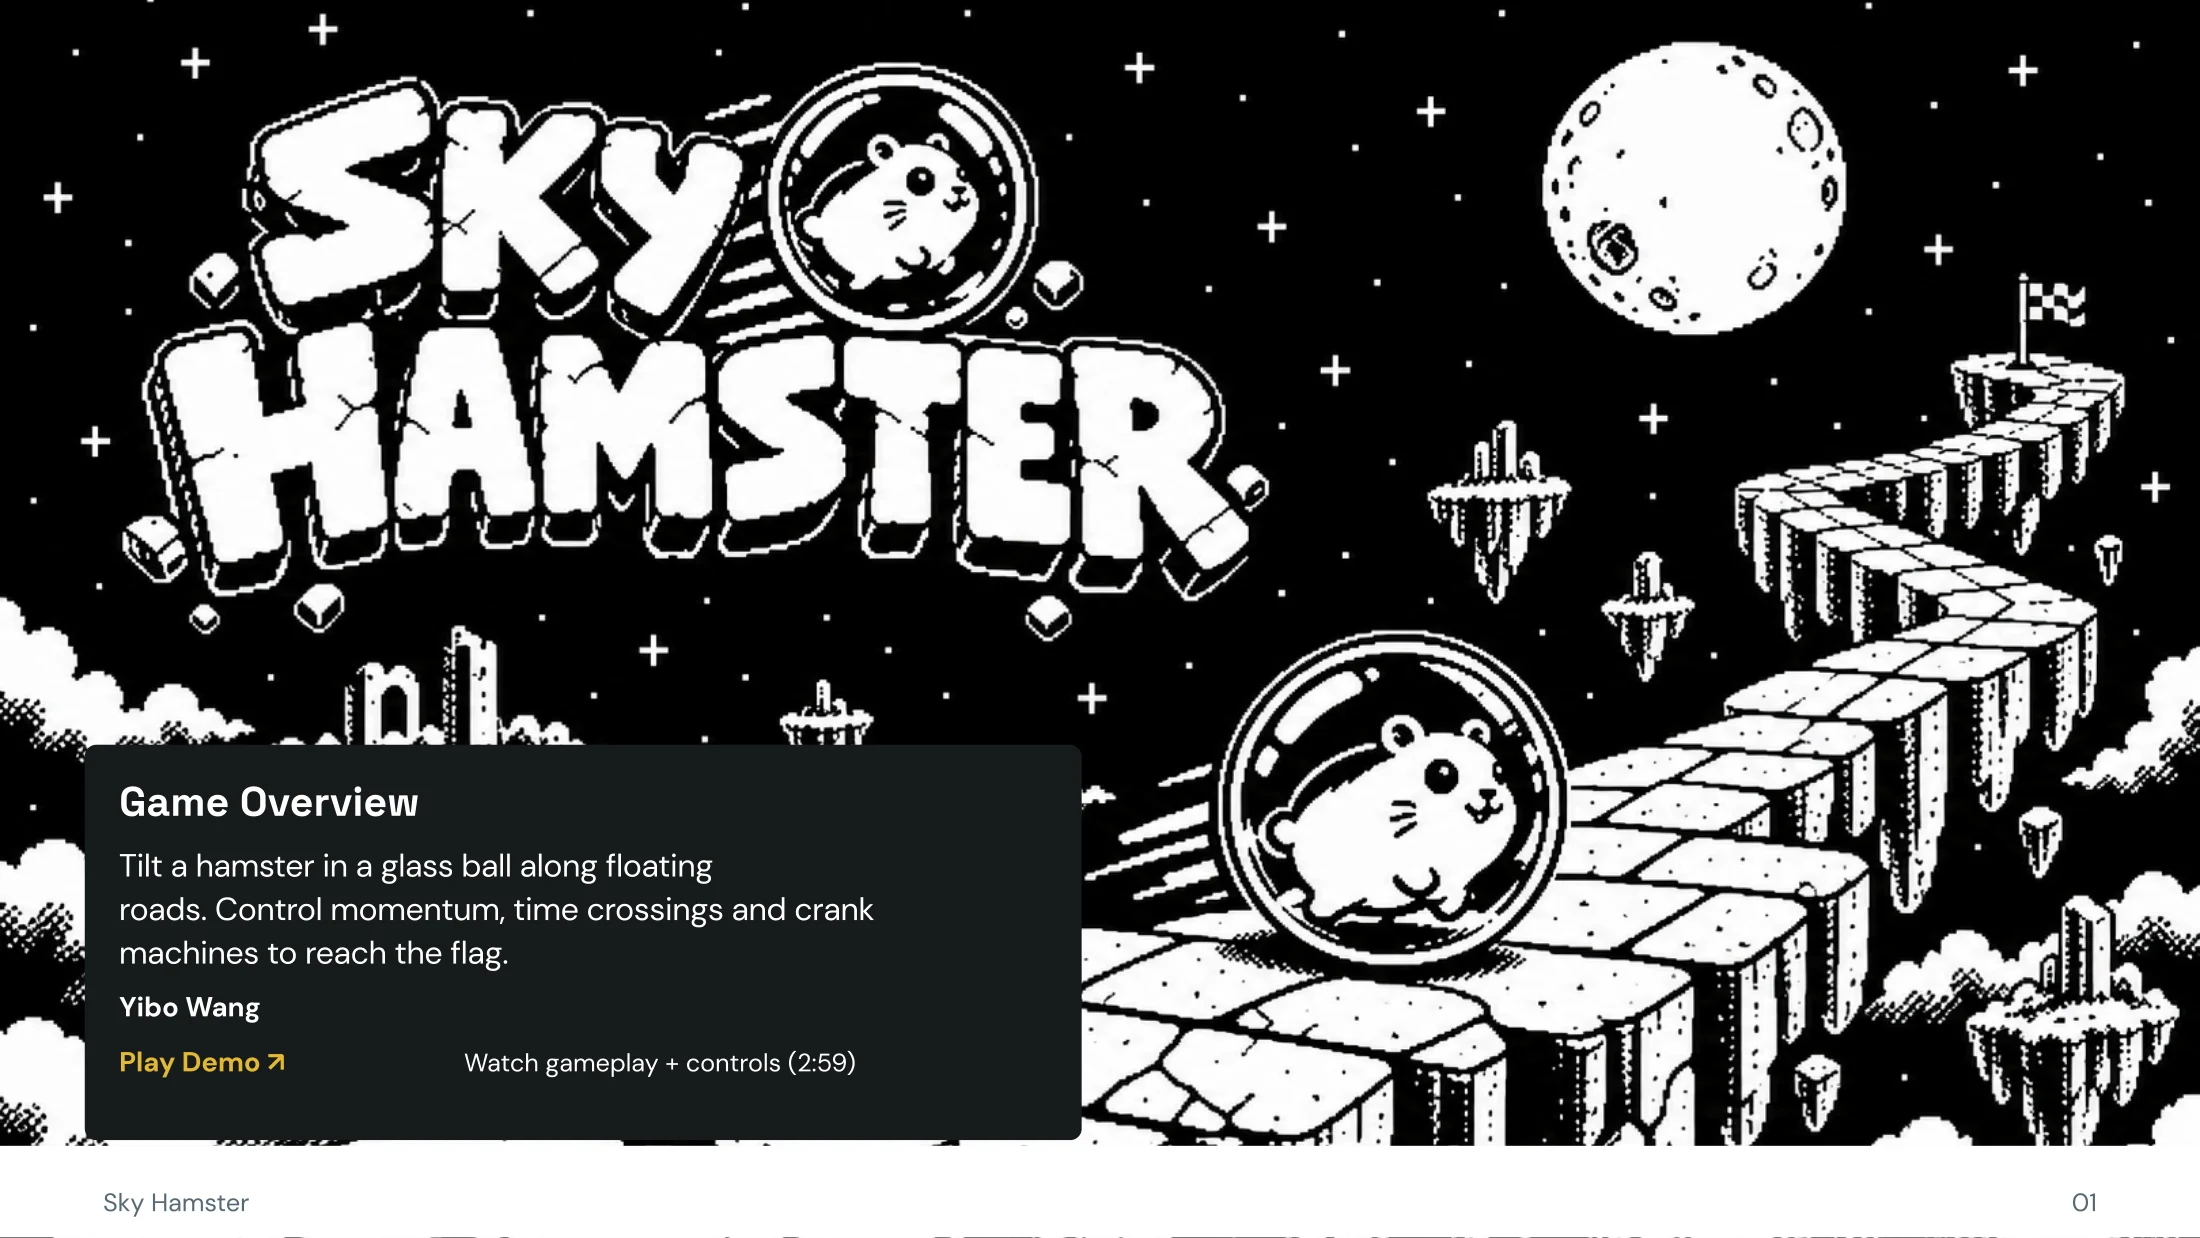 SKY
HAMSTER
Game Overview
Tilt a hamster in a glass ball along floating
roads. Control momentum, time crossings and crank
machines to reach the flag.
Yibo Wang
Play Demo ↗
Watch gameplay + controls (2:59)
Sky Hamster
01